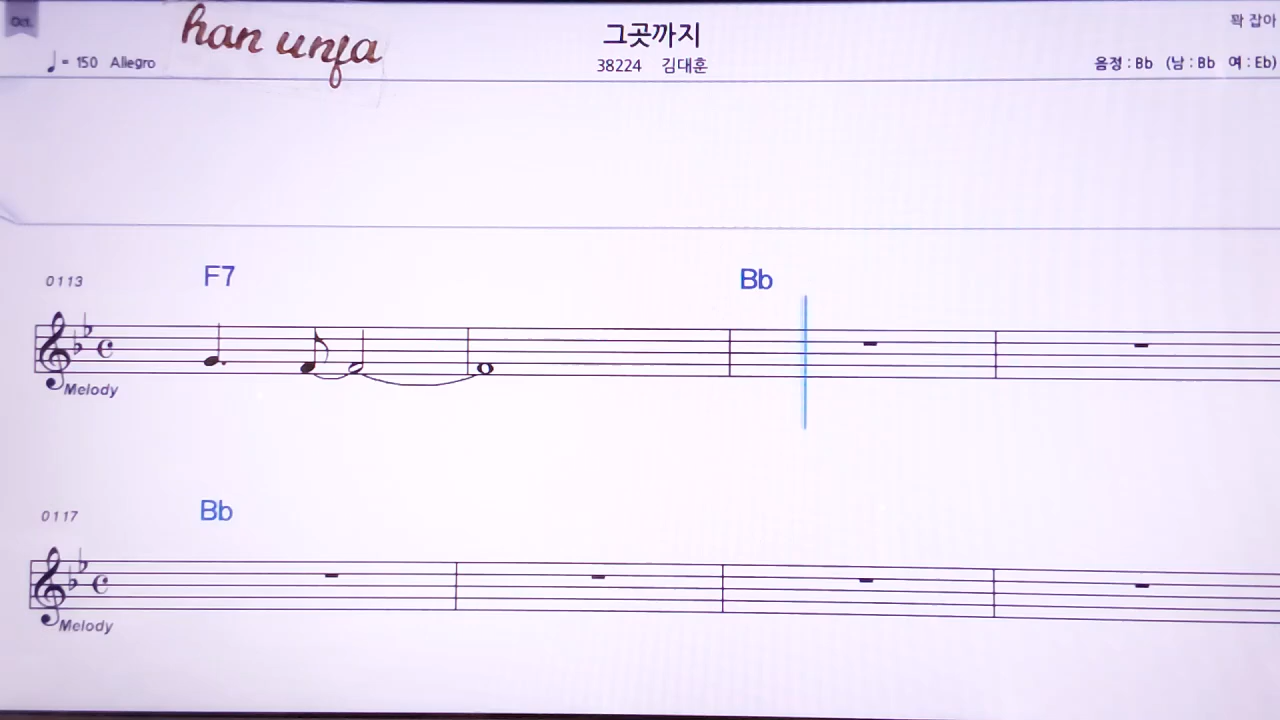 Oct.
han unja
그곳까지
꽉 잡아
♩= 150 Allegro
38224 김대훈
음정 : Bb (남 : Bb 여 : Eb)
0113
F7
Bb
Melody
0117
Bb
Melody